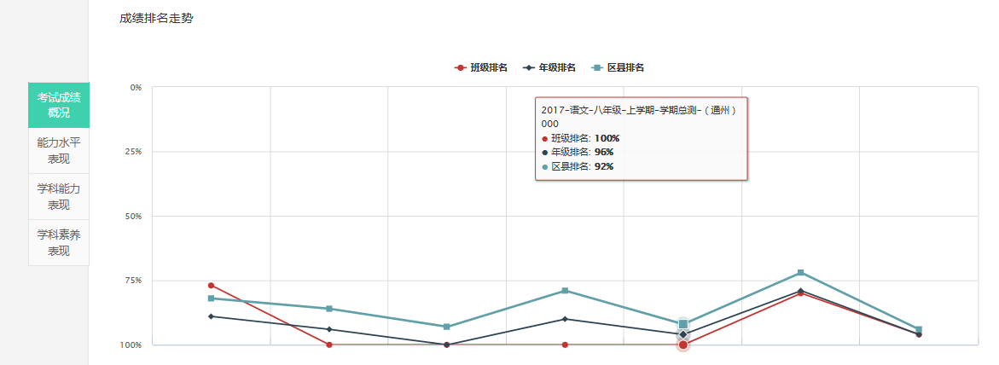 成绩排名走势
班级排名 年级排名 区县排名
考试成绩
概况
能力水平
表现
学科能力
表现
学科素养
表现
0%
25%
50%
75%
100%
2017-语文-八年级-上学期-学期总测-（通州）
000
班级排名: 100%
年级排名: 96%
区县排名: 92%